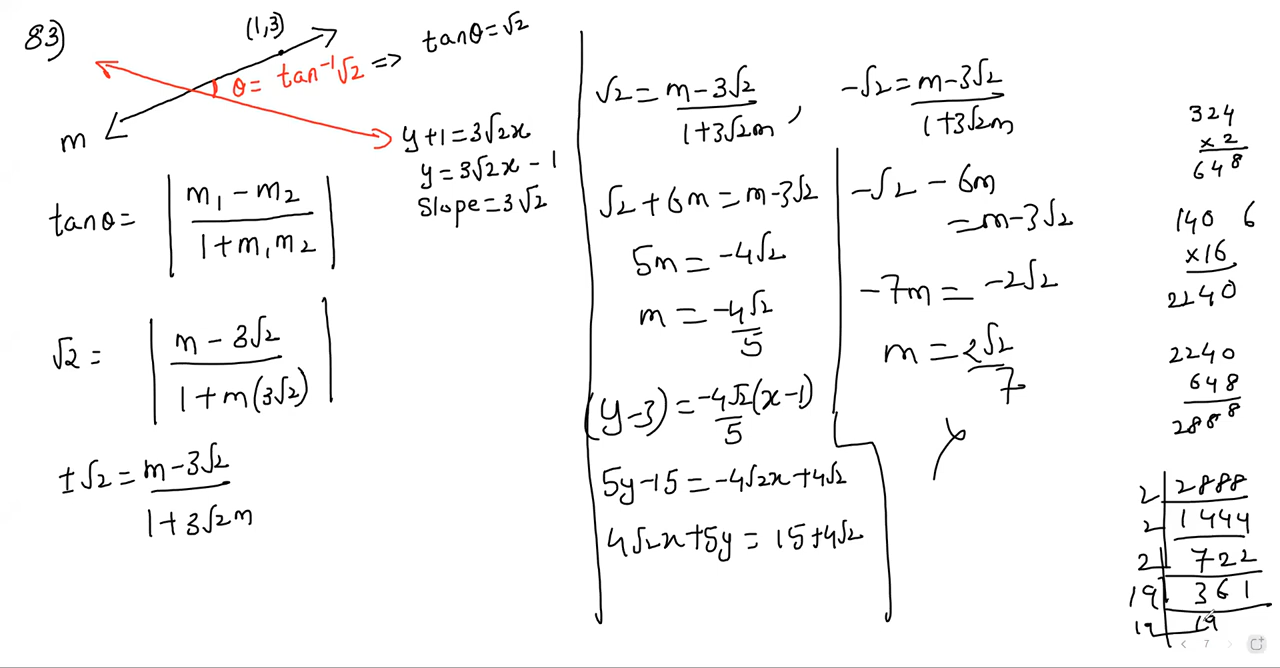 83)
(1,3)
θ = tan⁻¹√2 => tanθ = √2
m
y+1 = 3√2x
y = 3√2x - 1
Slope = 3√2
tanθ = | (m₁ - m₂) / (1 + m₁m₂) |
√2 = | (m - 3√2) / (1 + m(3√2)) |
±√2 = (m - 3√2) / (1 + 3√2m)
√2 = (m - 3√2) / (1 + 3√2m) ,
√2 + 6m = m - 3√2
5m = -4√2
m = -4√2 / 5
(y - 3) = -4√2/5 (x - 1)
5y - 15 = -4√2x + 4√2
4√2x + 5y = 15 + 4√2
-√2 = (m - 3√2) / (1 + 3√2m)
-√2 - 6m
= m - 3√2
-7m = -2√2
m = 2√2 / 7
324
x 2
648
140 6
x16
2240
2240
648
2888
2 | 2888
2 | 1444
2 | 722
19 | 361
19 | 19
7